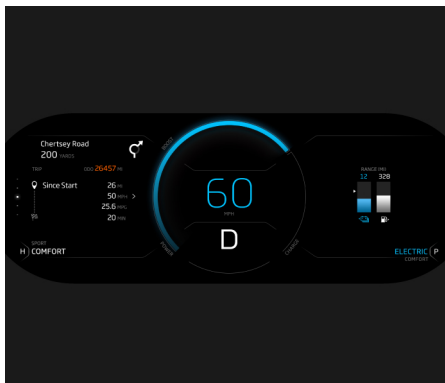 Chertsey Road
200 YARDS
TRIP
ODO 26457 MI
Since Start
26 MI
50 MPH
25.6 MPG
20 MIN
SPORT
H) COMFORT
BOOST
POWER
CHARGE
60
MPH
D
RANGE (MI)
12 328
ELECTRIC (P
COMFORT